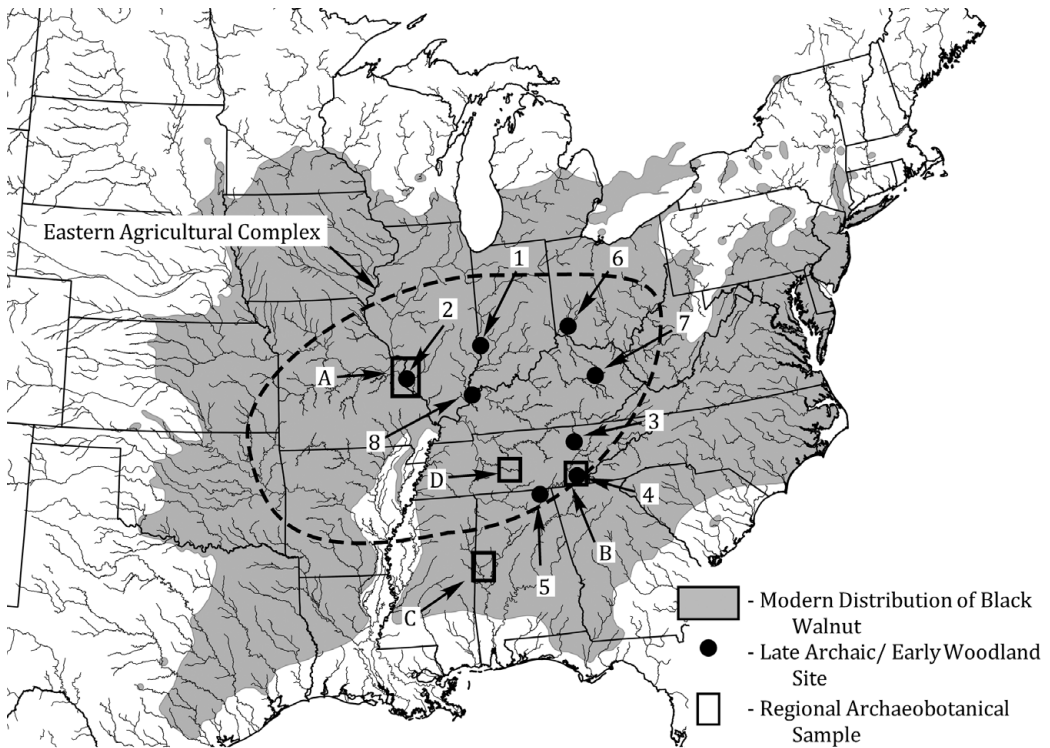 Eastern Agricultural Complex
1
6
2
7
A
8
3
D
4
B
5
C
- Modern Distribution of Black
Walnut
- Late Archaic/ Early Woodland
Site
- Regional Archaeobotanical
Sample